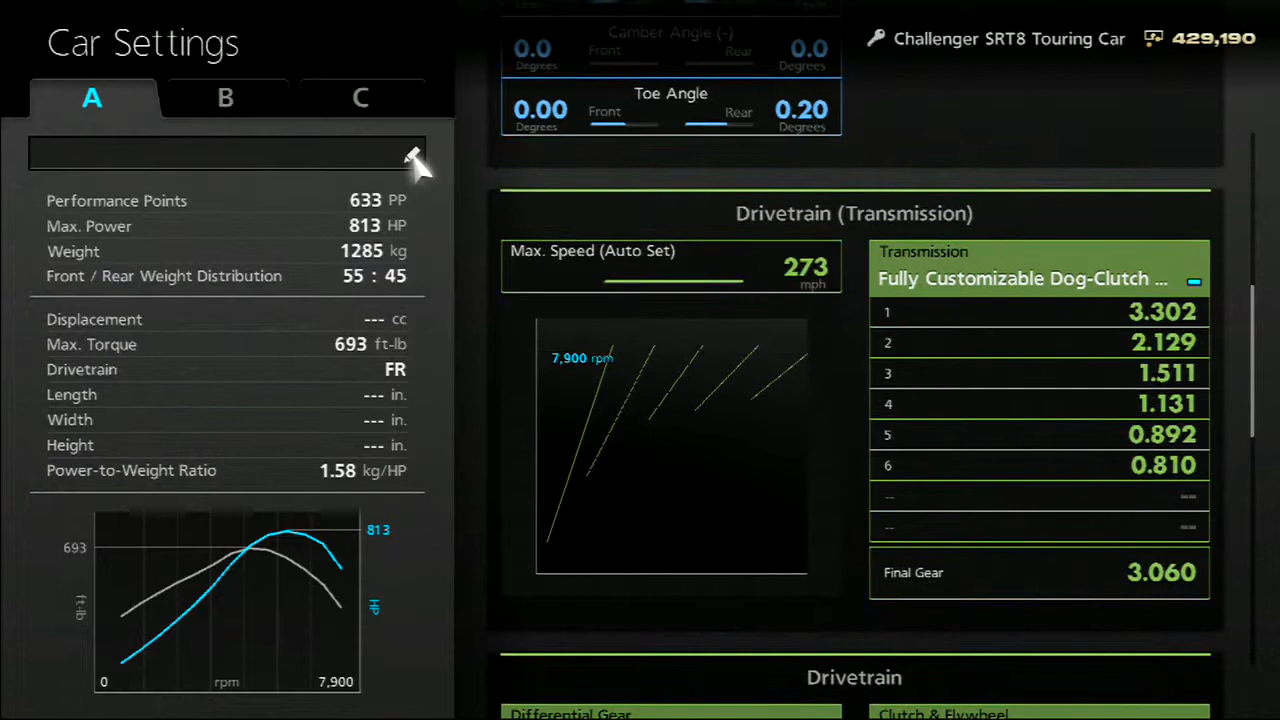 Car Settings
Challenger SRT8 Touring Car 429,190
A B C
Performance Points 633 PP
Max. Power 813 HP
Weight 1285 kg
Front / Rear Weight Distribution 55 : 45
Displacement --- cc
Max. Torque 693 ft-lb
Drivetrain FR
Length --- in.
Width --- in.
Height --- in.
Power-to-Weight Ratio 1.58 kg/HP
813
693
ft-lb
HP
0 rpm 7,900
Camber Angle (-)
0.0 Front Rear 0.0
Degrees Degrees
Toe Angle
0.00 Front Rear 0.20
Degrees Degrees
Drivetrain (Transmission)
Max. Speed (Auto Set) 273
mph
7,900 rpm
Transmission
Fully Customizable Dog-Clutch ...
1 3.302
2 2.129
3 1.511
4 1.131
5 0.892
6 0.810
-- --
-- --
Final Gear 3.060
Drivetrain
Differential Gear
Clutch & Flywheel